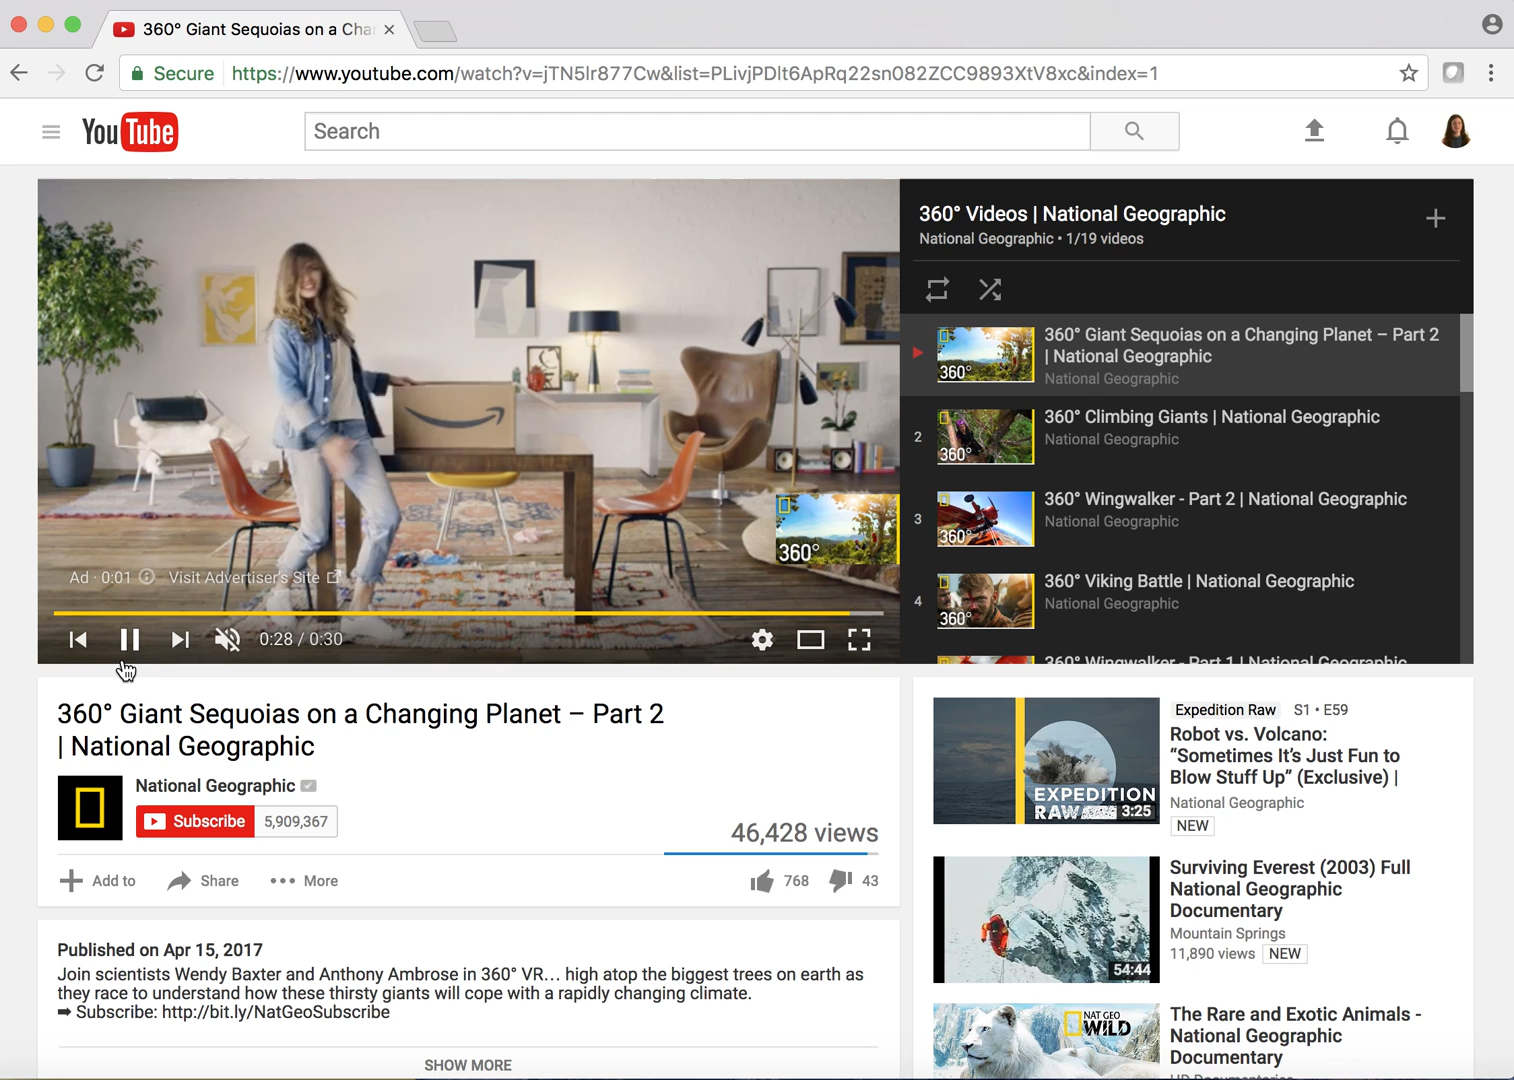 360° Giant Sequoias on a Cha
Secure
https://www.youtube.com/watch?v=jTN5lr877Cw&list=PLivjPDlt6ApRq22sn082ZCC9893XtV8xc&index=1
YouTube
Search
360° Videos | National Geographic
National Geographic • 1/19 videos
360° Giant Sequoias on a Changing Planet – Part 2
| National Geographic
National Geographic
360°
2
360° Climbing Giants | National Geographic
National Geographic
360°
3
360° Wingwalker - Part 2 | National Geographic
National Geographic
360°
4
360° Viking Battle | National Geographic
National Geographic
360°
360° Wingwalker - Part 1 | National Geographic
360°
Ad · 0:01
Visit Advertiser's Site
0:28 / 0:30
360° Giant Sequoias on a Changing Planet – Part 2
| National Geographic
National Geographic
Subscribe 5,909,367
46,428 views
Add to
Share
More
768
43
Published on Apr 15, 2017
Join scientists Wendy Baxter and Anthony Ambrose in 360° VR... high atop the biggest trees on earth as
they race to understand how these thirsty giants will cope with a rapidly changing climate.
➡ Subscribe: http://bit.ly/NatGeoSubscribe
SHOW MORE
EXPEDITION
RAW
3:25
Expedition Raw S1 • E59
Robot vs. Volcano:
“Sometimes It’s Just Fun to
Blow Stuff Up” (Exclusive) |
National Geographic
NEW
54:44
Surviving Everest (2003) Full
National Geographic
Documentary
Mountain Springs
11,890 views NEW
NAT GEO
WILD
The Rare and Exotic Animals -
National Geographic
Documentary
HD Documentaries